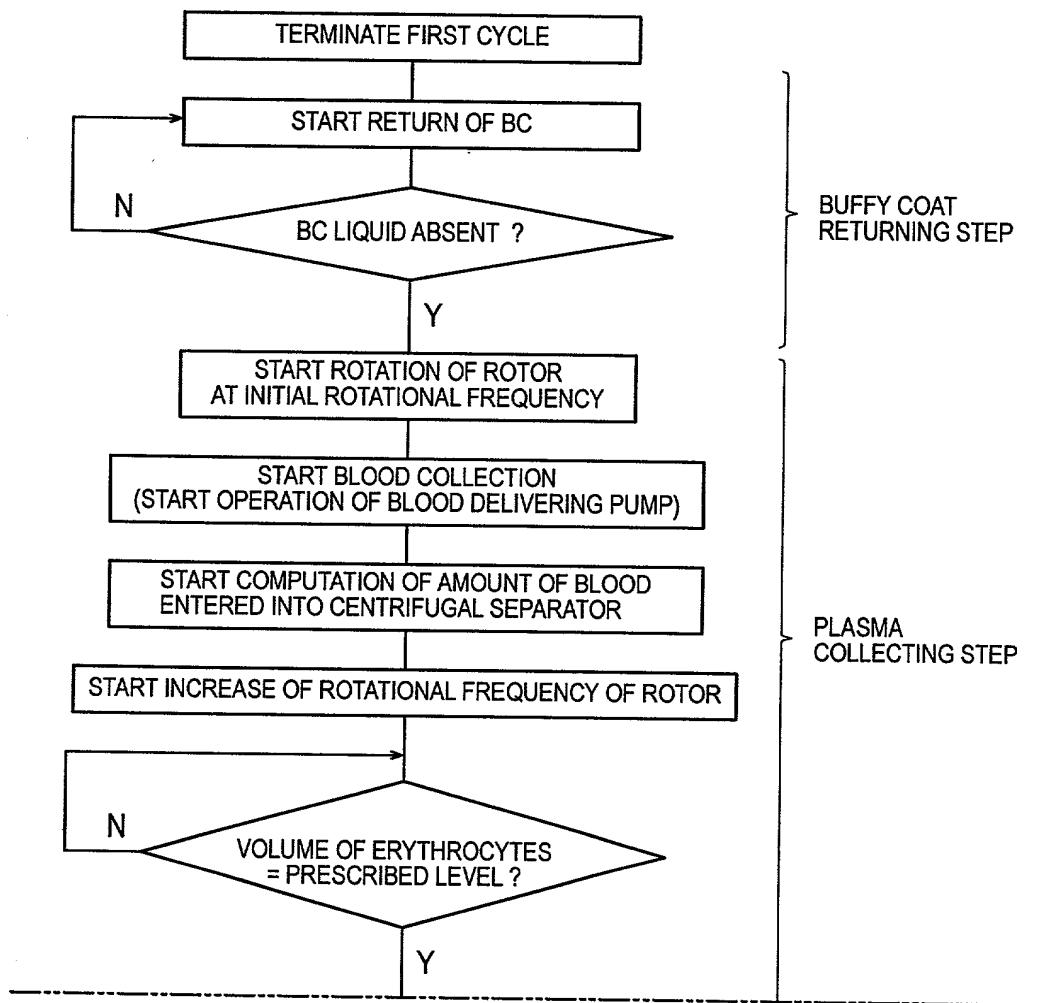 TERMINATE FIRST CYCLE
START RETURN OF BC
N
BC LIQUID ABSENT ?
BUFFY COAT
RETURNING STEP
Y
START ROTATION OF ROTOR
AT INITIAL ROTATIONAL FREQUENCY
START BLOOD COLLECTION
(START OPERATION OF BLOOD DELIVERING PUMP)
START COMPUTATION OF AMOUNT OF BLOOD
ENTERED INTO CENTRIFUGAL SEPARATOR
PLASMA
COLLECTING STEP
START INCREASE OF ROTATIONAL FREQUENCY OF ROTOR
N
VOLUME OF ERYTHROCYTES
= PRESCRIBED LEVEL ?
Y